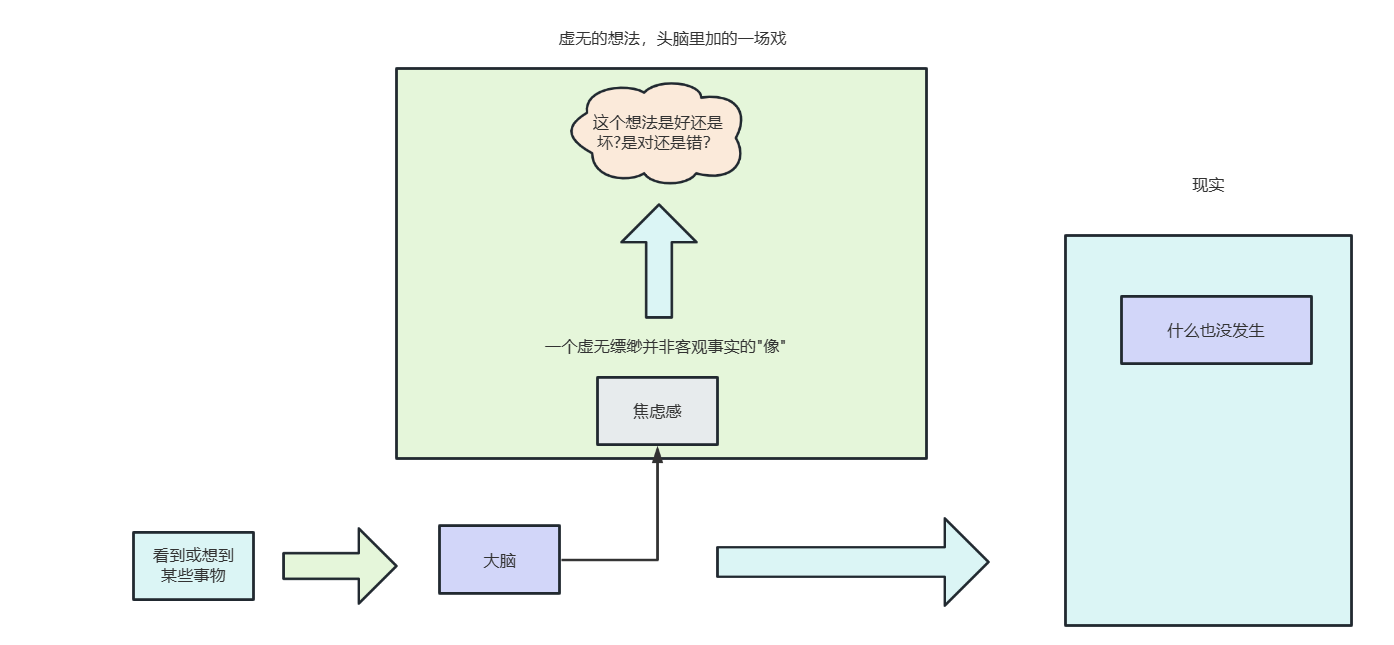 虚无的想法，头脑里加的一场戏
这个想法是好还是
坏?是对还是错?
现实
什么也没发生
一个虚无缥缈并非客观事实的"像"
焦虑感
看到或想到
某些事物
大脑